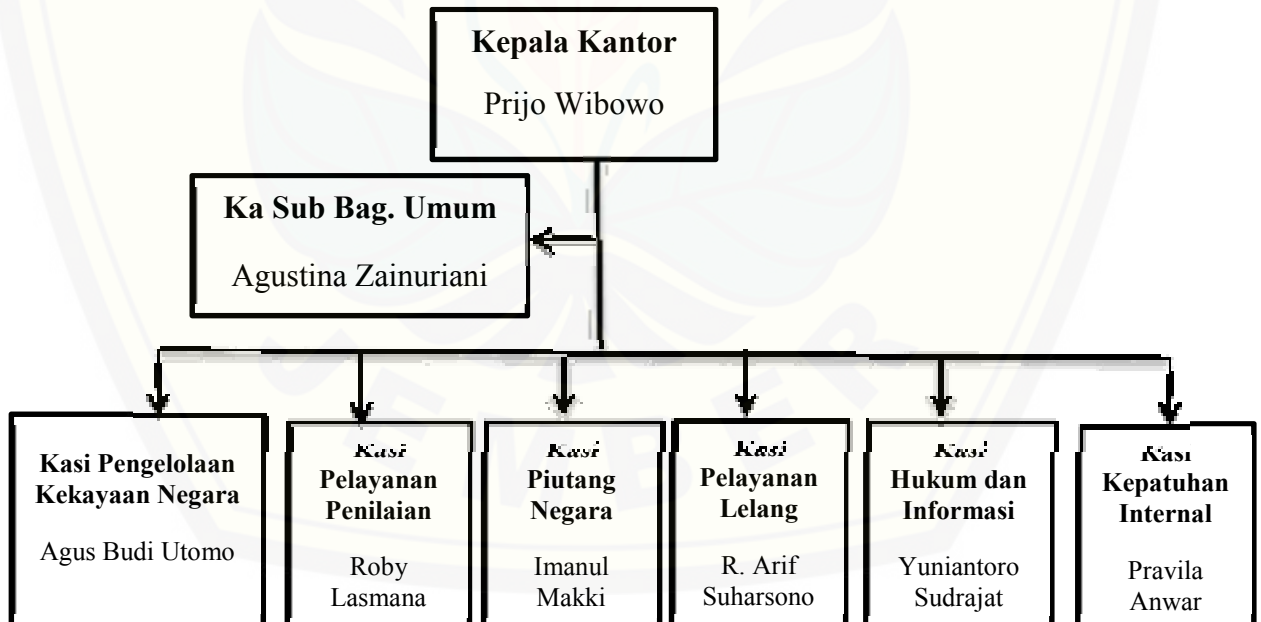 Kepala Kantor
Prijo Wibowo
Ka Sub Bag. Umum
Agustina Zainuriani
Kasi Pengelolaan
Kekayaan Negara
Agus Budi Utomo
Kasi
Pelayanan
Penilaian
Roby
Lasmana
Kasi
Piutang
Negara
Imanul
Makki
Kasi
Pelayanan
Lelang
R. Arif
Suharsono
Kasi
Hukum dan
Informasi
Yuniantoro
Sudrajat
Kasi
Kepatuhan
Internal
Pravila
Anwar